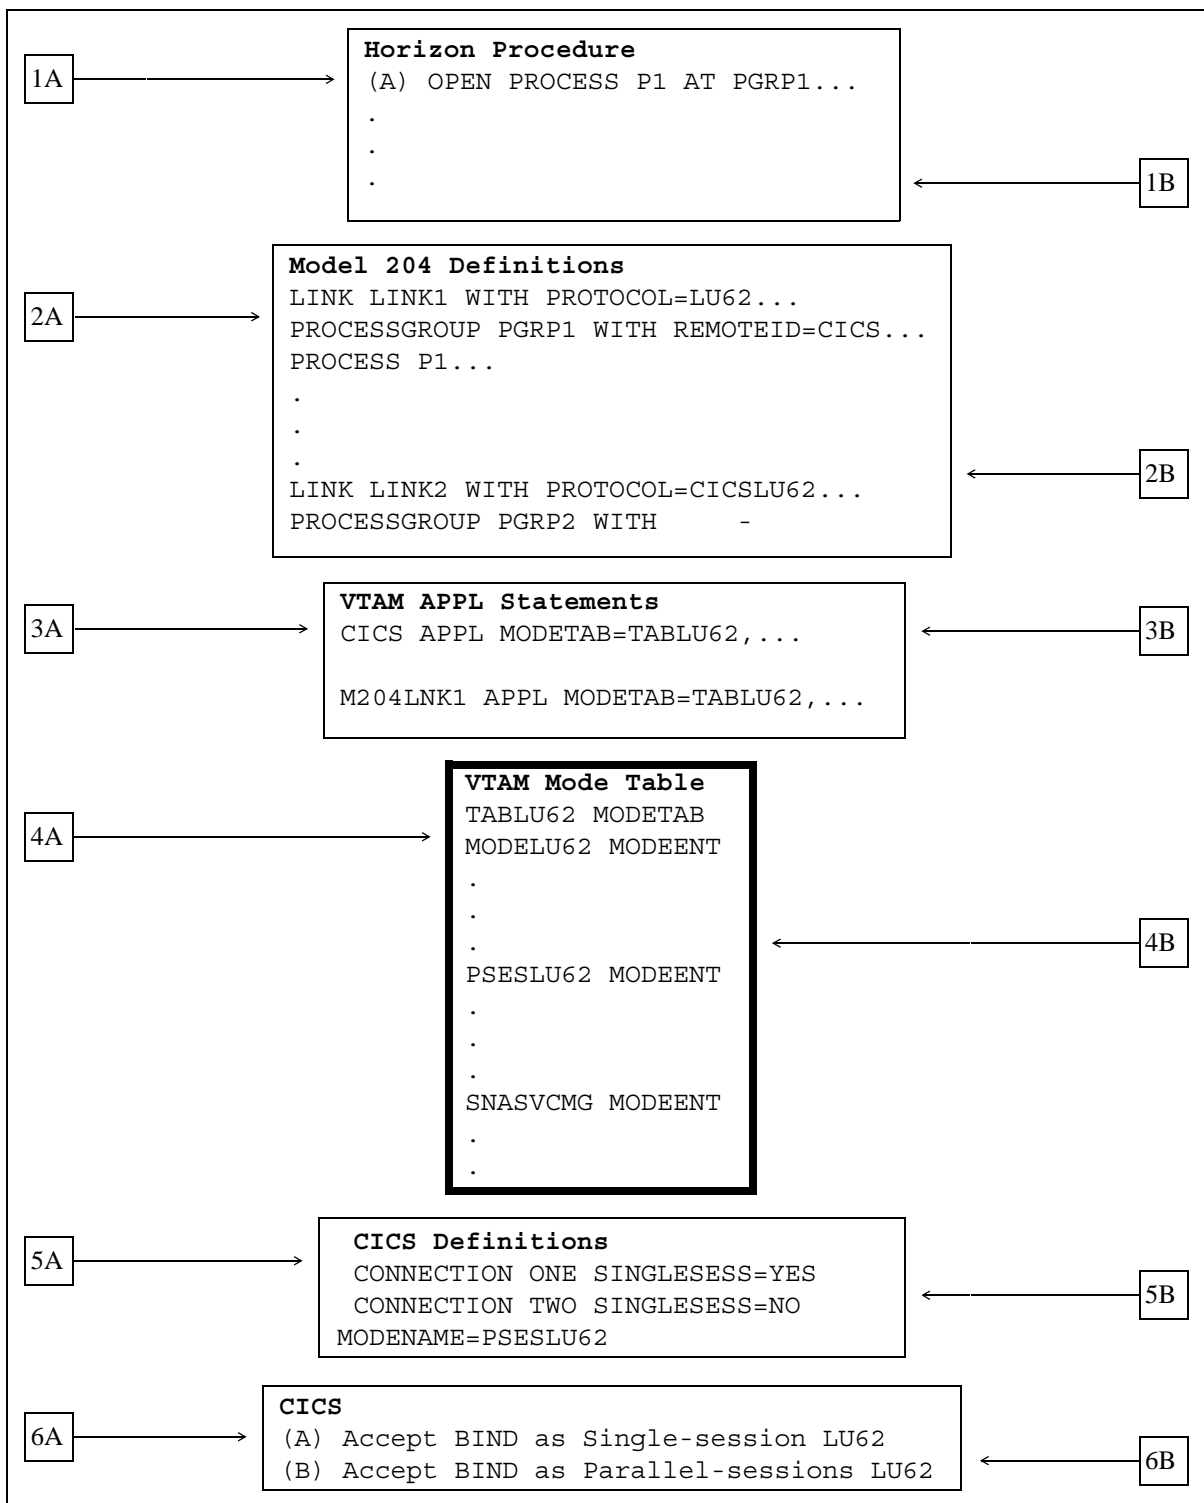 Horizon Procedure
1A
(A) OPEN PROCESS P1 AT PGRP1...
.
.
.
1B
Model 204 Definitions
LINK LINK1 WITH PROTOCOL=LU62...
2A
PROCESSGROUP PGRP1 WITH REMOTEID=CICS...
PROCESS P1...
.
.
.
2B
LINK LINK2 WITH PROTOCOL=CICSLU62...
PROCESSGROUP PGRP2 WITH -
VTAM APPL Statements
3A
CICS APPL MODETAB=TABLU62,...
3B
M204LNK1 APPL MODETAB=TABLU62,...
VTAM Mode Table
TABLU62 MODETAB
4A
MODELU62 MODEENT
.
.
.
4B
PSESLU62 MODEENT
.
.
.
SNASVCMG MODEENT
.
.
CICS Definitions
5A
CONNECTION ONE SINGLESESS=YES
CONNECTION TWO SINGLESESS=NO
5B
MODENAME=PSESLU62
CICS
6A
(A) Accept BIND as Single-session LU62
(B) Accept BIND as Parallel-sessions LU62
6B